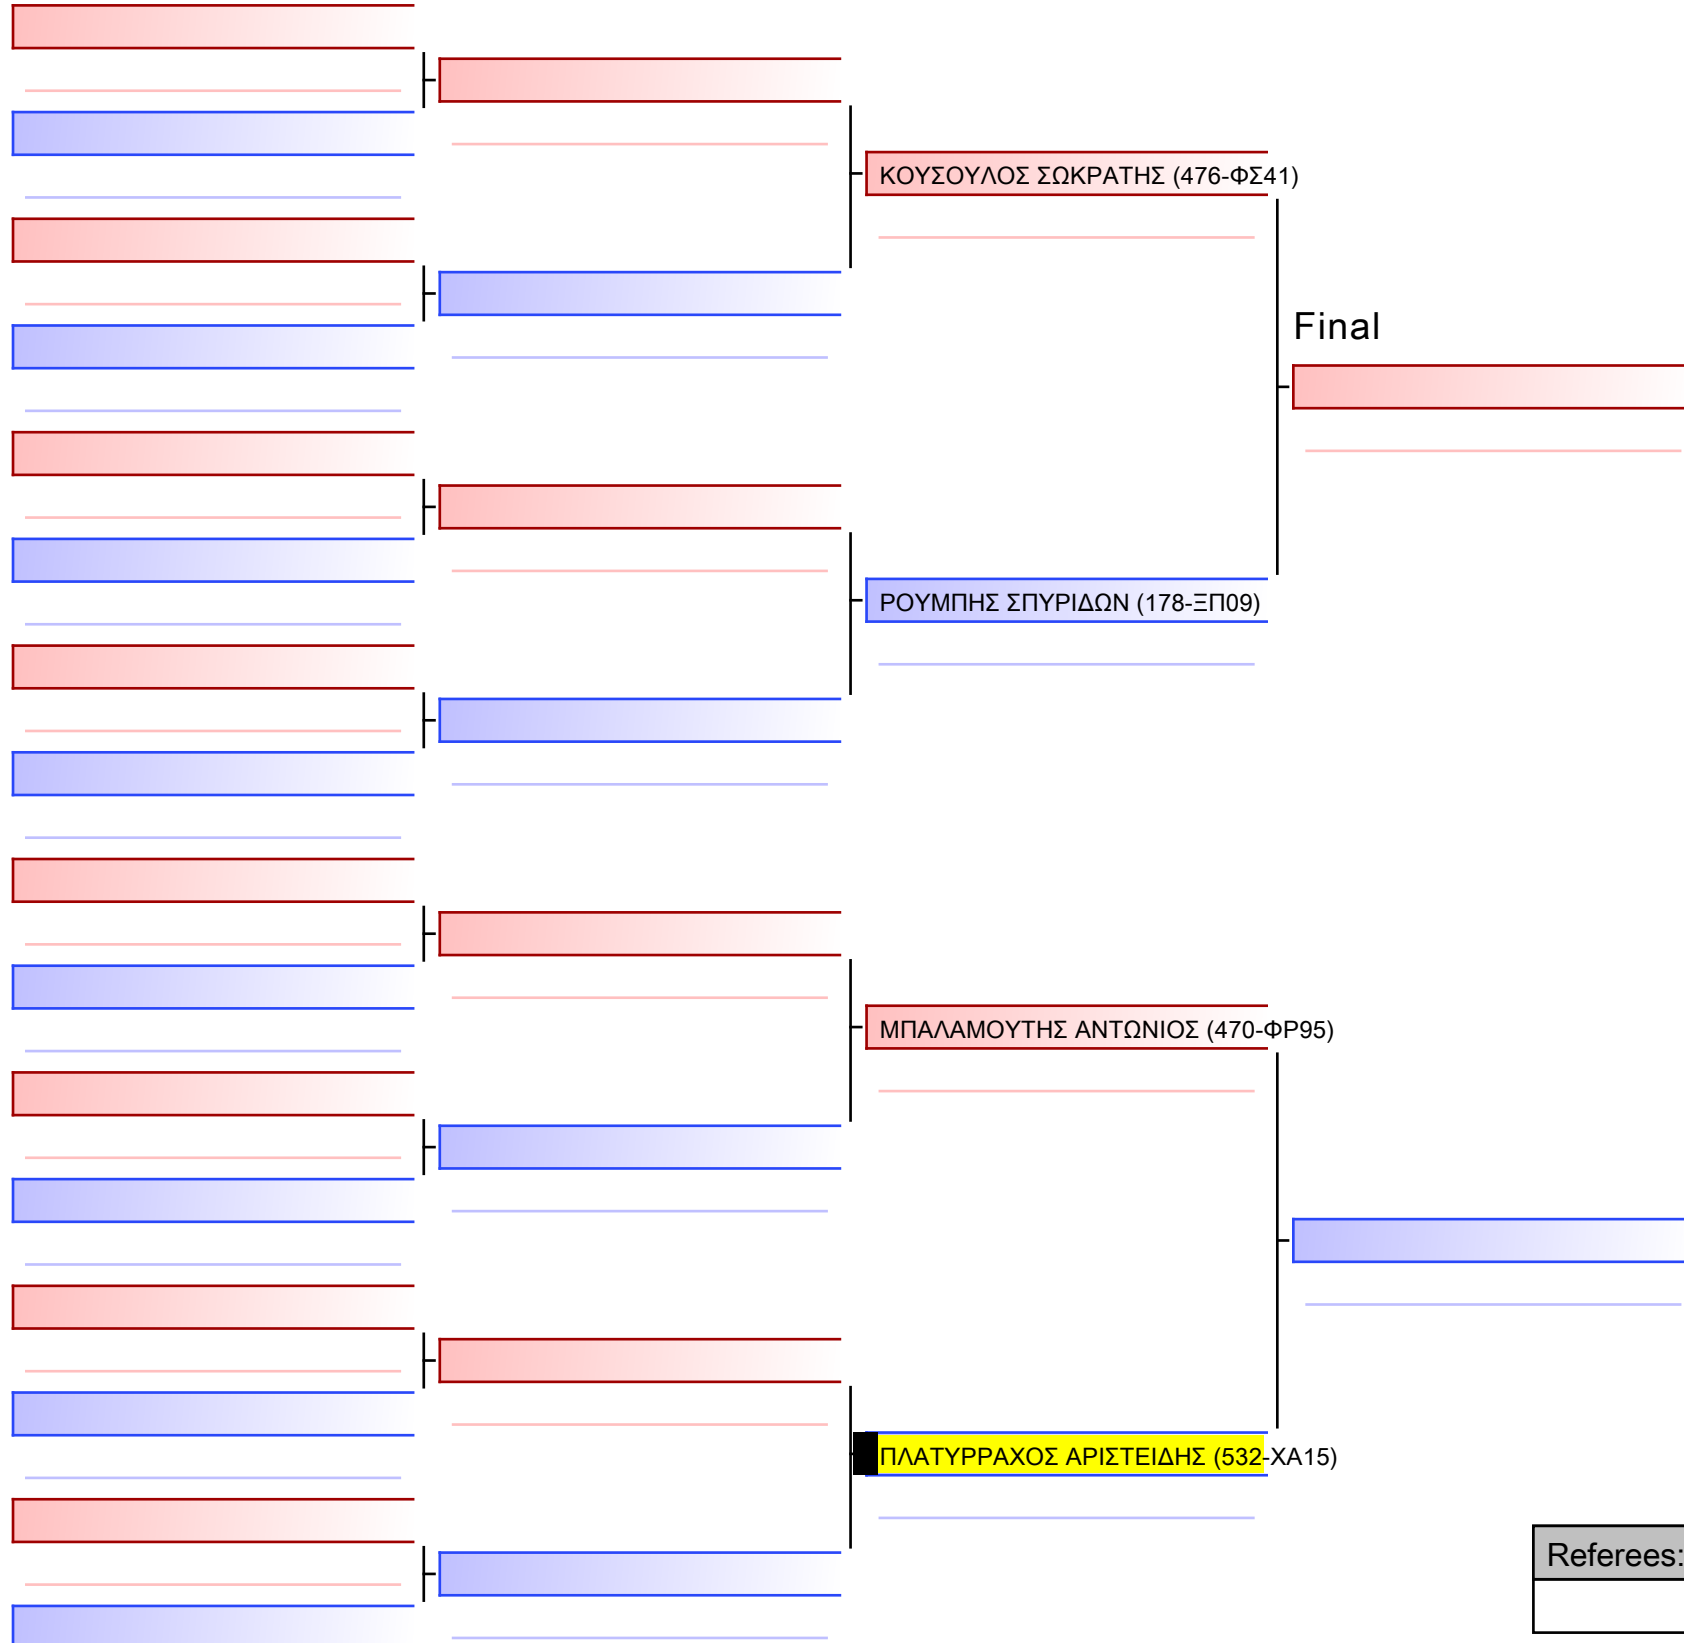 ΚΟΥΣΟΥΛΟΣ ΣΩΚΡΑΤΗΣ (476-ΦΣ41)
Final
ΡΟΥΜΠΗΣ ΣΠΥΡΙΔΩΝ (178-ΞΠ09)
ΜΠΑΛΑΜΟΥΤΗΣ ΑΝΤΩΝΙΟΣ (470-ΦΡ95)
ΠΛΑΤΥΡΡΑΧΟΣ ΑΡΙΣΤΕΙΔΗΣ (532-ΧΑ15)
Referees: